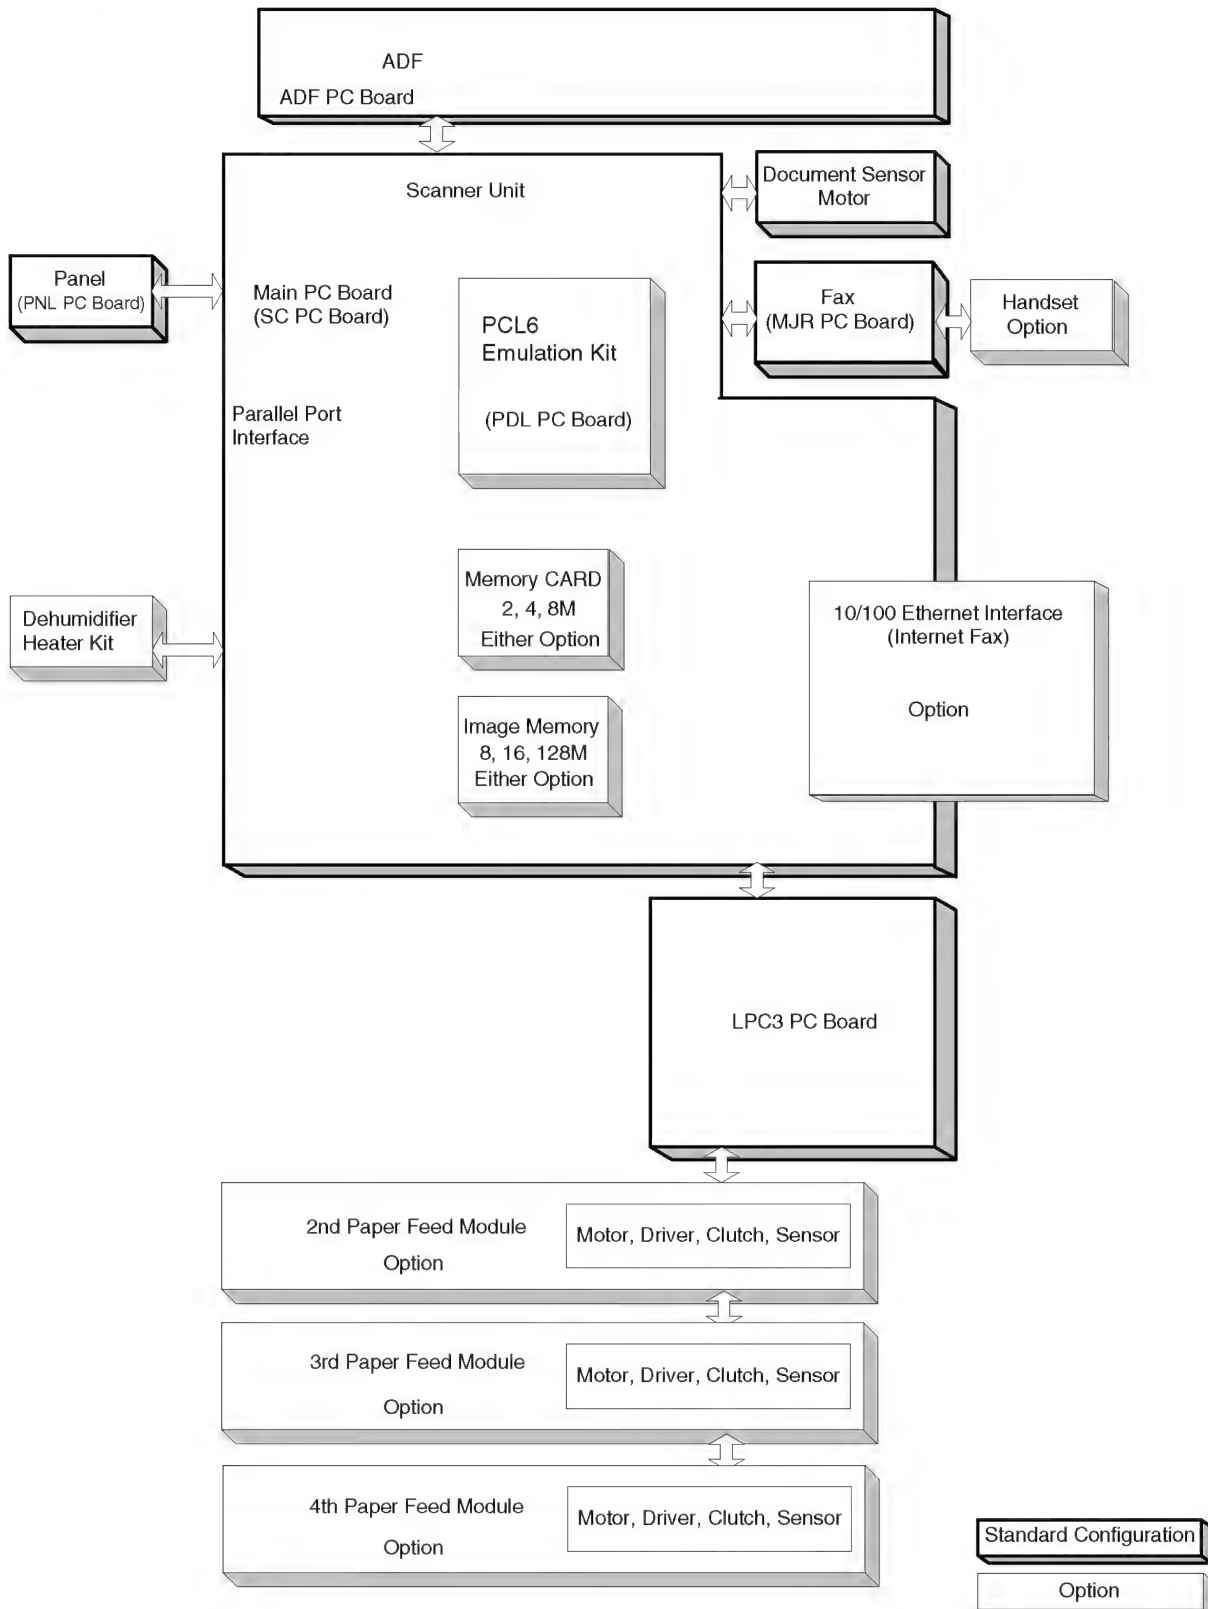 ADF
ADF PC Board
Scanner Unit
Document Sensor
Motor
Panel
(PNL PC Board)
Main PC Board
(SC PC Board)
PCL6
Emulation Kit
(PDL PC Board)
Fax
(MJR PC Board)
Handset
Option
Parallel Port
Interface
Memory CARD
2, 4, 8M
Either Option
Dehumidifier
Heater Kit
10/100 Ethernet Interface
(Internet Fax)
Option
Image Memory
8, 16, 128M
Either Option
LPC3 PC Board
2nd Paper Feed Module
Option
Motor, Driver, Clutch, Sensor
3rd Paper Feed Module
Option
Motor, Driver, Clutch, Sensor
4th Paper Feed Module
Option
Motor, Driver, Clutch, Sensor
Standard Configuration
Option